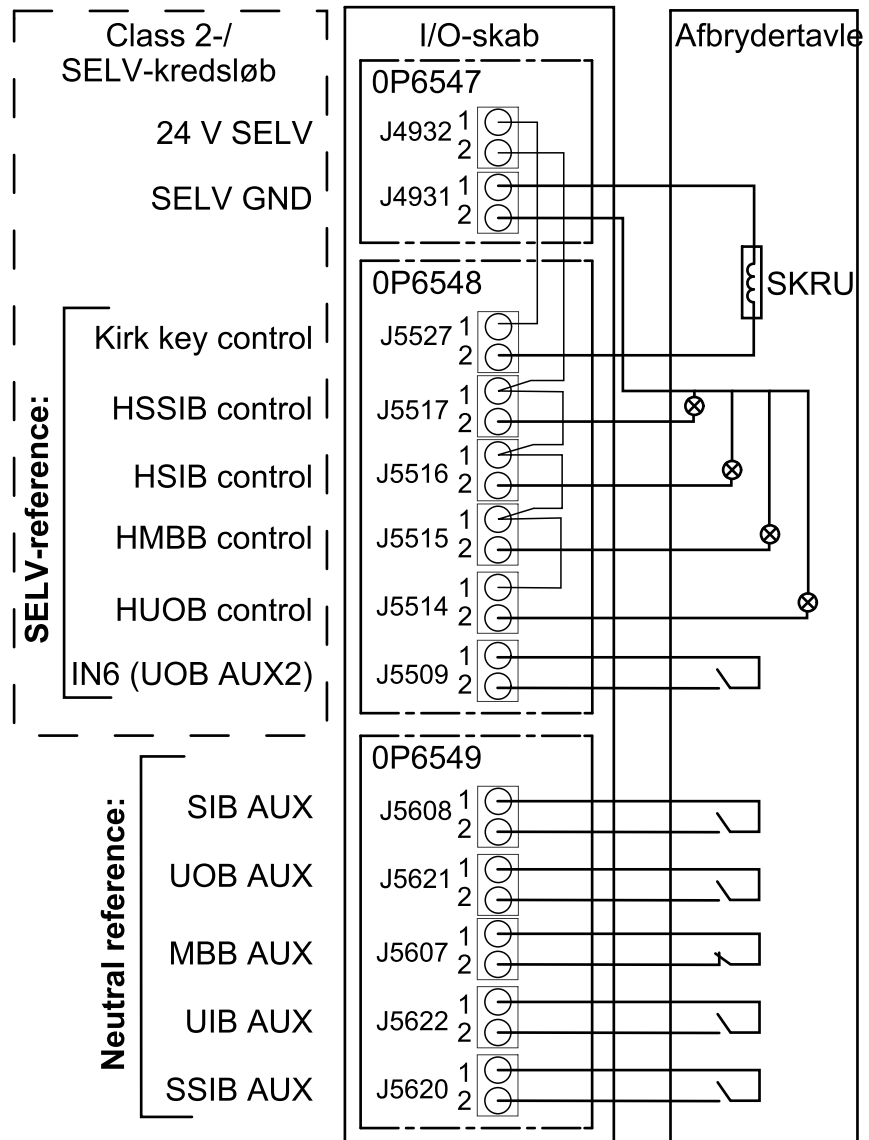 Class 2-/
SELV-kredsløb
I/O-skab
Afbrydertavle
0P6547
24 V SELV
J4932
1
2
SELV GND
J4931
1
2
SKRU
0P6548
SELV-reference:
Kirk key control
J5527
1
2
HSSIB control
J5517
1
2
HSIB control
J5516
1
2
HMBB control
J5515
1
2
HUOB control
J5514
1
2
IN6 (UOB AUX2)
J5509
1
2
0P6549
Neutral reference:
SIB AUX
J5608
1
2
UOB AUX
J5621
1
2
MBB AUX
J5607
1
2
UIB AUX
J5622
1
2
SSIB AUX
J5620
1
2